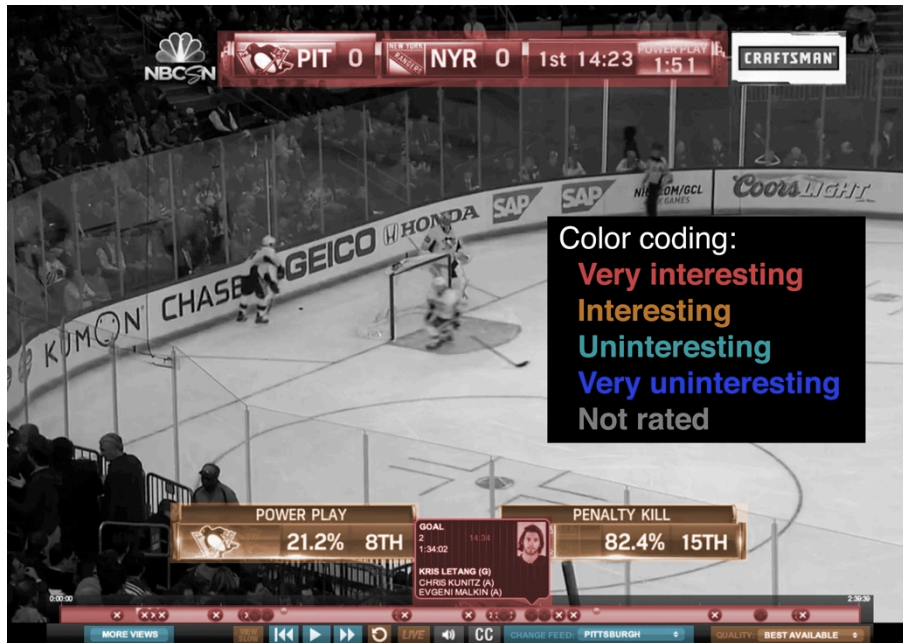 NBCSN
PIT 0
NEW YORK
RANGERS
NYR 0
1st 14:23
POWER PLAY
1:51
CRAFTSMAN
KUMON
CHASE
GEICO
HONDA
SAP
SAP
Coors LIGHT
Color coding:
Very interesting
Interesting
Uninteresting
Very uninteresting
Not rated
POWER PLAY
21.2% 8TH
PENALTY KILL
82.4% 15TH
GOAL
2 14:34
1:34:02
KRIS LETANG (G)
CHRIS KUNITZ (A)
EVGENI MALKIN (A)
0:00:00
2:39:39
MORE VIEWS
LIVE
CC
CHANGE FEED:
PITTSBURGH
QUALITY:
BEST AVAILABLE